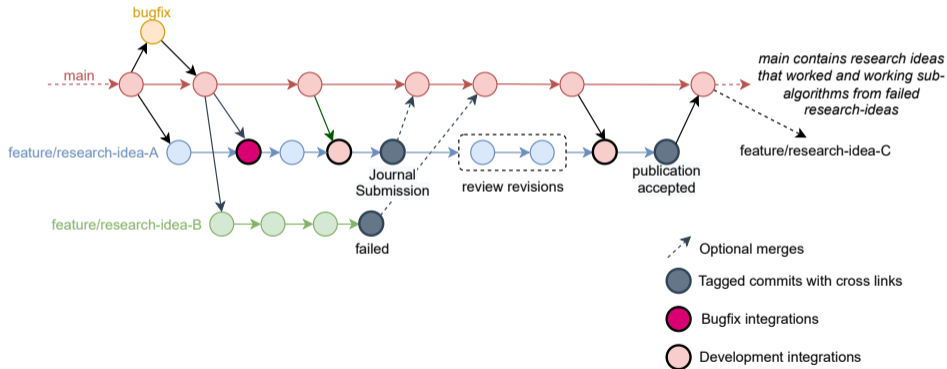 bugfix
main
main contains research ideas
that worked and working sub-
algorithms from failed
research-ideas
feature/research-idea-A
Journal
Submission
review revisions
publication
accepted
feature/research-idea-C
feature/research-idea-B
failed
Optional merges
Tagged commits with cross links
Bugfix integrations
Development integrations